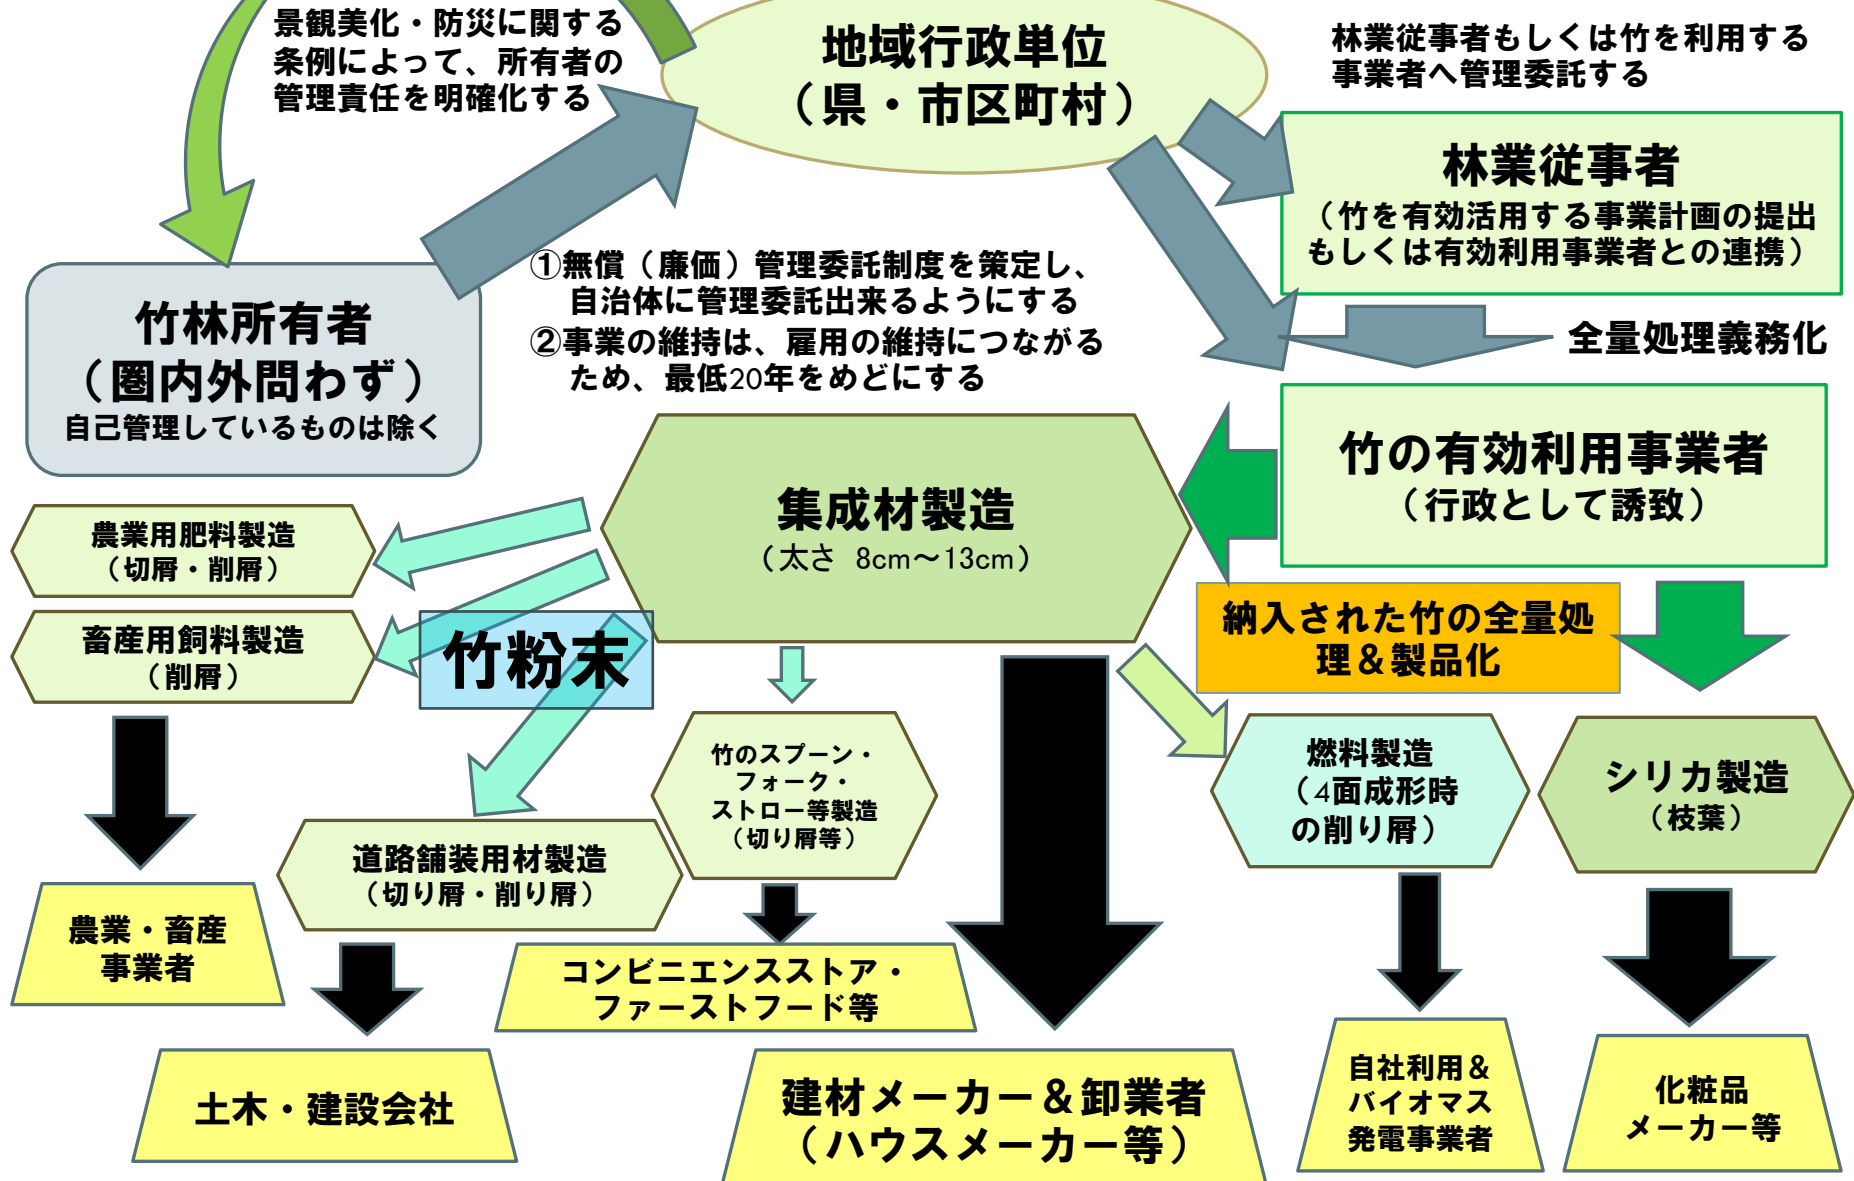 景観美化・防災に関する
条例によって、所有者の
管理責任を明確化する
地域行政単位
（県・市区町村）
林業従事者もしくは竹を利用する
事業者へ管理委託する
林業従事者
（竹を有効活用する事業計画の提出
もしくは有効利用事業者との連携）
①無償（廉価）管理委託制度を策定し、
自治体に管理委託出来るようにする
②事業の維持は、雇用の維持につながる
ため、最低20年をめどにする
竹林所有者
（圏内外問わず）
自己管理しているものは除く
全量処理義務化
竹の有効利用事業者
（行政として誘致）
集成材製造
（太さ 8cm～13cm）
農業用肥料製造
（切屑・削屑）
畜産用飼料製造
（削屑）
竹粉末
納入された竹の全量処
理＆製品化
竹のスプーン・
フォーク・
ストロー等製造
（切り屑等）
燃料製造
（4面成形時
の削り屑）
シリカ製造
（枝葉）
道路舗装用材製造
（切り屑・削り屑）
農業・畜産
事業者
コンビニエンスストア・
ファーストフード等
土木・建設会社
建材メーカー＆卸業者
（ハウスメーカー等）
自社利用＆
バイオマス
発電事業者
化粧品
メーカー等